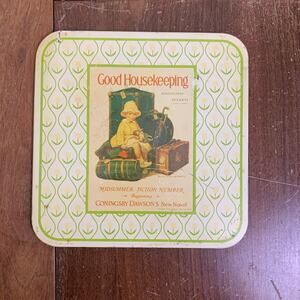 Good Housekeeping
MIDSUMMER FICTION NUMBER
Beginning
CONINGSBY DAWSON'S New Novel